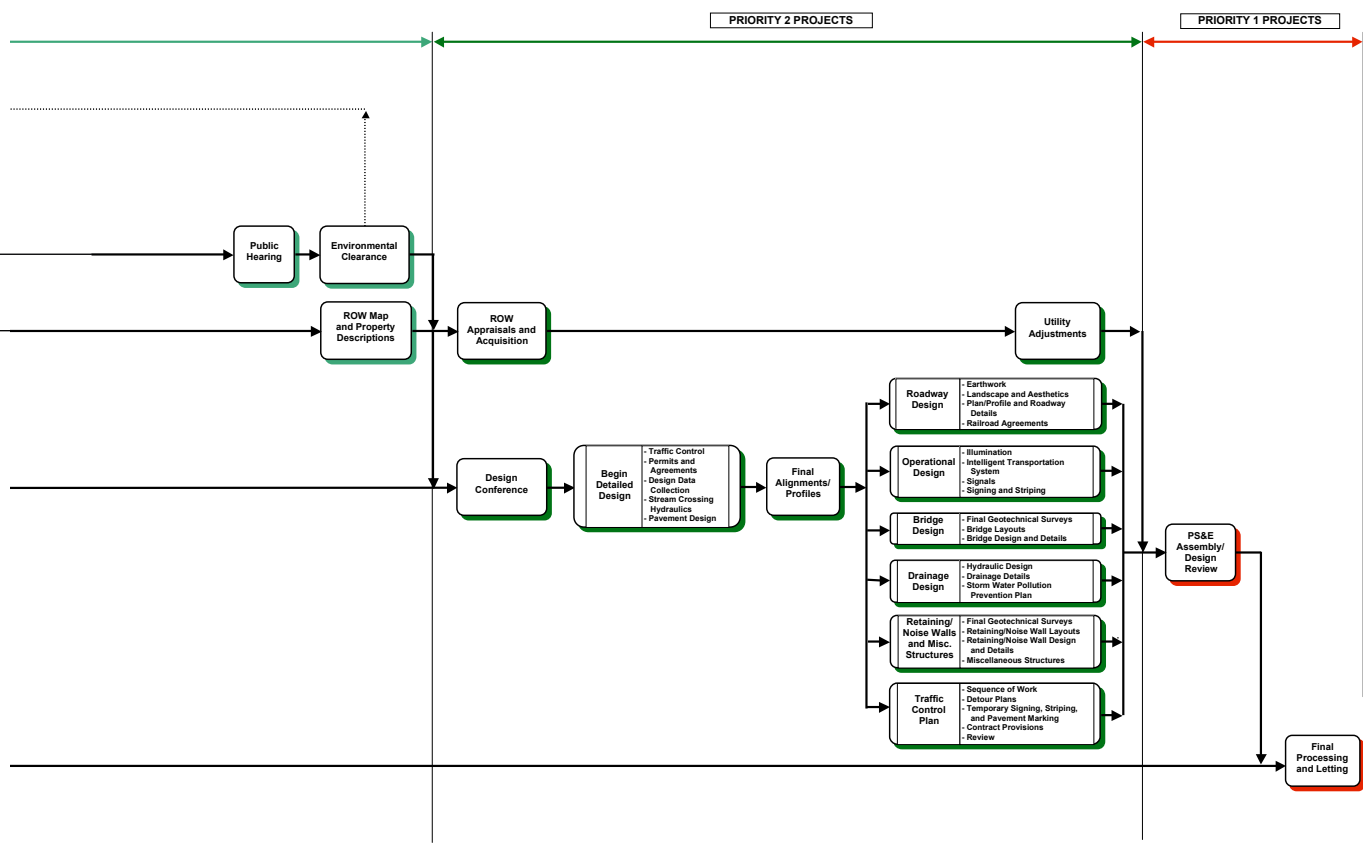 PRIORITY 2 PROJECTS
PRIORITY 1 PROJECTS
Public
Hearing
Environmental
Clearance
ROW Map
and Property
Descriptions
ROW
Appraisals and
Acquisition
Utility
Adjustments
Design
Conference
Begin
Detailed
Design
- Traffic Control
- Permits and
Agreements
- Design Data
Collection
- Stream Crossing
Hydraulics
- Pavement Design
Final
Alignments/
Profiles
Roadway
Design
- Earthwork
- Landscape and Aesthetics
- Plan/Profile and Roadway
Details
- Railroad Agreements
Operational
Design
- Illumination
- Intelligent Transportation
System
- Signals
- Signing and Striping
Bridge
Design
- Final Geotechnical Surveys
- Bridge Layouts
- Bridge Design and Details
Drainage
Design
- Hydraulic Design
- Drainage Details
- Storm Water Pollution
Prevention Plan
Retaining/
Noise Walls
and Misc.
Structures
- Final Geotechnical Surveys
- Retaining/Noise Wall Layouts
- Retaining/Noise Wall Design
and Details
- Miscellaneous Structures
Traffic
Control
Plan
- Sequence of Work
- Detour Plans
- Temporary Signing, Striping,
and Pavement Marking
- Contract Provisions
- Review
PS&E
Assembly/
Design
Review
Final
Processing
and Letting